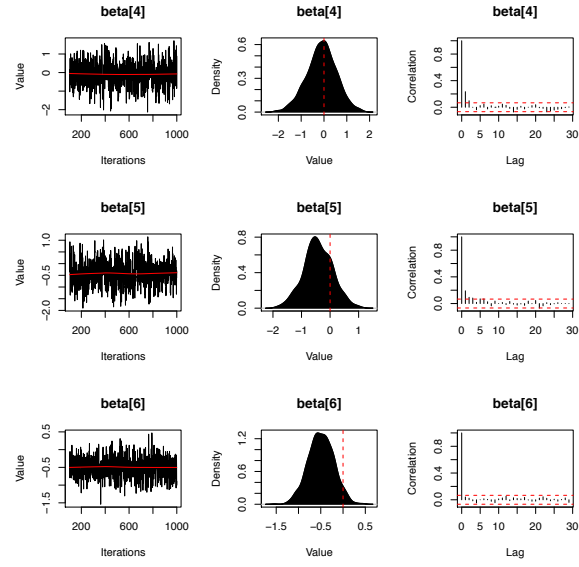 beta[4] beta[4] beta[4]
Value 1 0 −2 200 600 1000 Iterations
Density 0.6 0.3 0.0 −2 −1 0 1 2 Value
Correlation 0.8 0.4 0.0 0 5 10 15 20 30 Lag
beta[5] beta[5] beta[5]
Value 1.0 −0.5 −2.0 200 600 1000 Iterations
Density 0.8 0.4 0.0 −2 −1 0 1 Value
Correlation 0.8 0.4 0.0 0 5 10 20 30 Lag
beta[6] beta[6] beta[6]
Value 0.5 −0.5 −1.5 200 600 1000 Iterations
Density 1.2 0.6 0.0 −1.5 −0.5 0.5 Value
Correlation 0.8 0.4 0.0 0 5 10 20 30 Lag